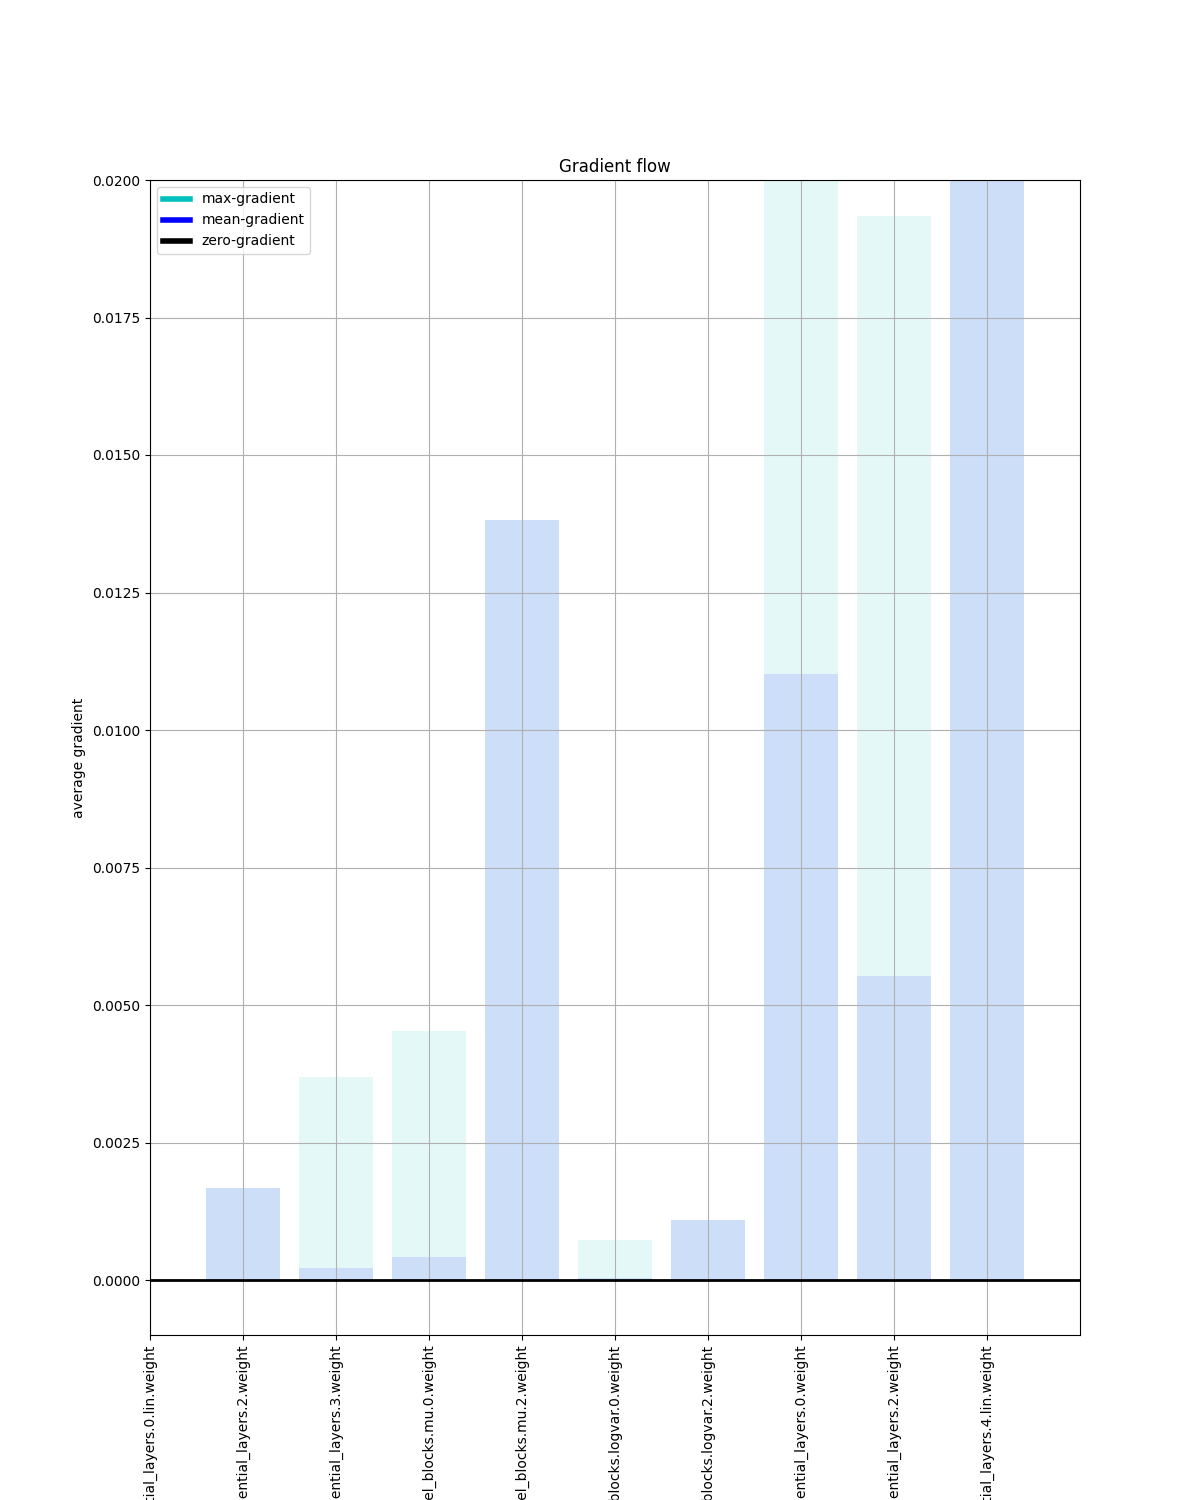 Gradient flow
max-gradient
mean-gradient
zero-gradient
0.0200
0.0175
0.0150
0.0125
0.0100
0.0075
0.0050
0.0025
0.0000
average gradient
tial_layers.0.lin.weight
ential_layers.2.weight
ential_layers.3.weight
el_blocks.mu.0.weight
el_blocks.mu.2.weight
blocks.logvar.0.weight
blocks.logvar.2.weight
ential_layers.0.weight
ential_layers.2.weight
tial_layers.4.lin.weight